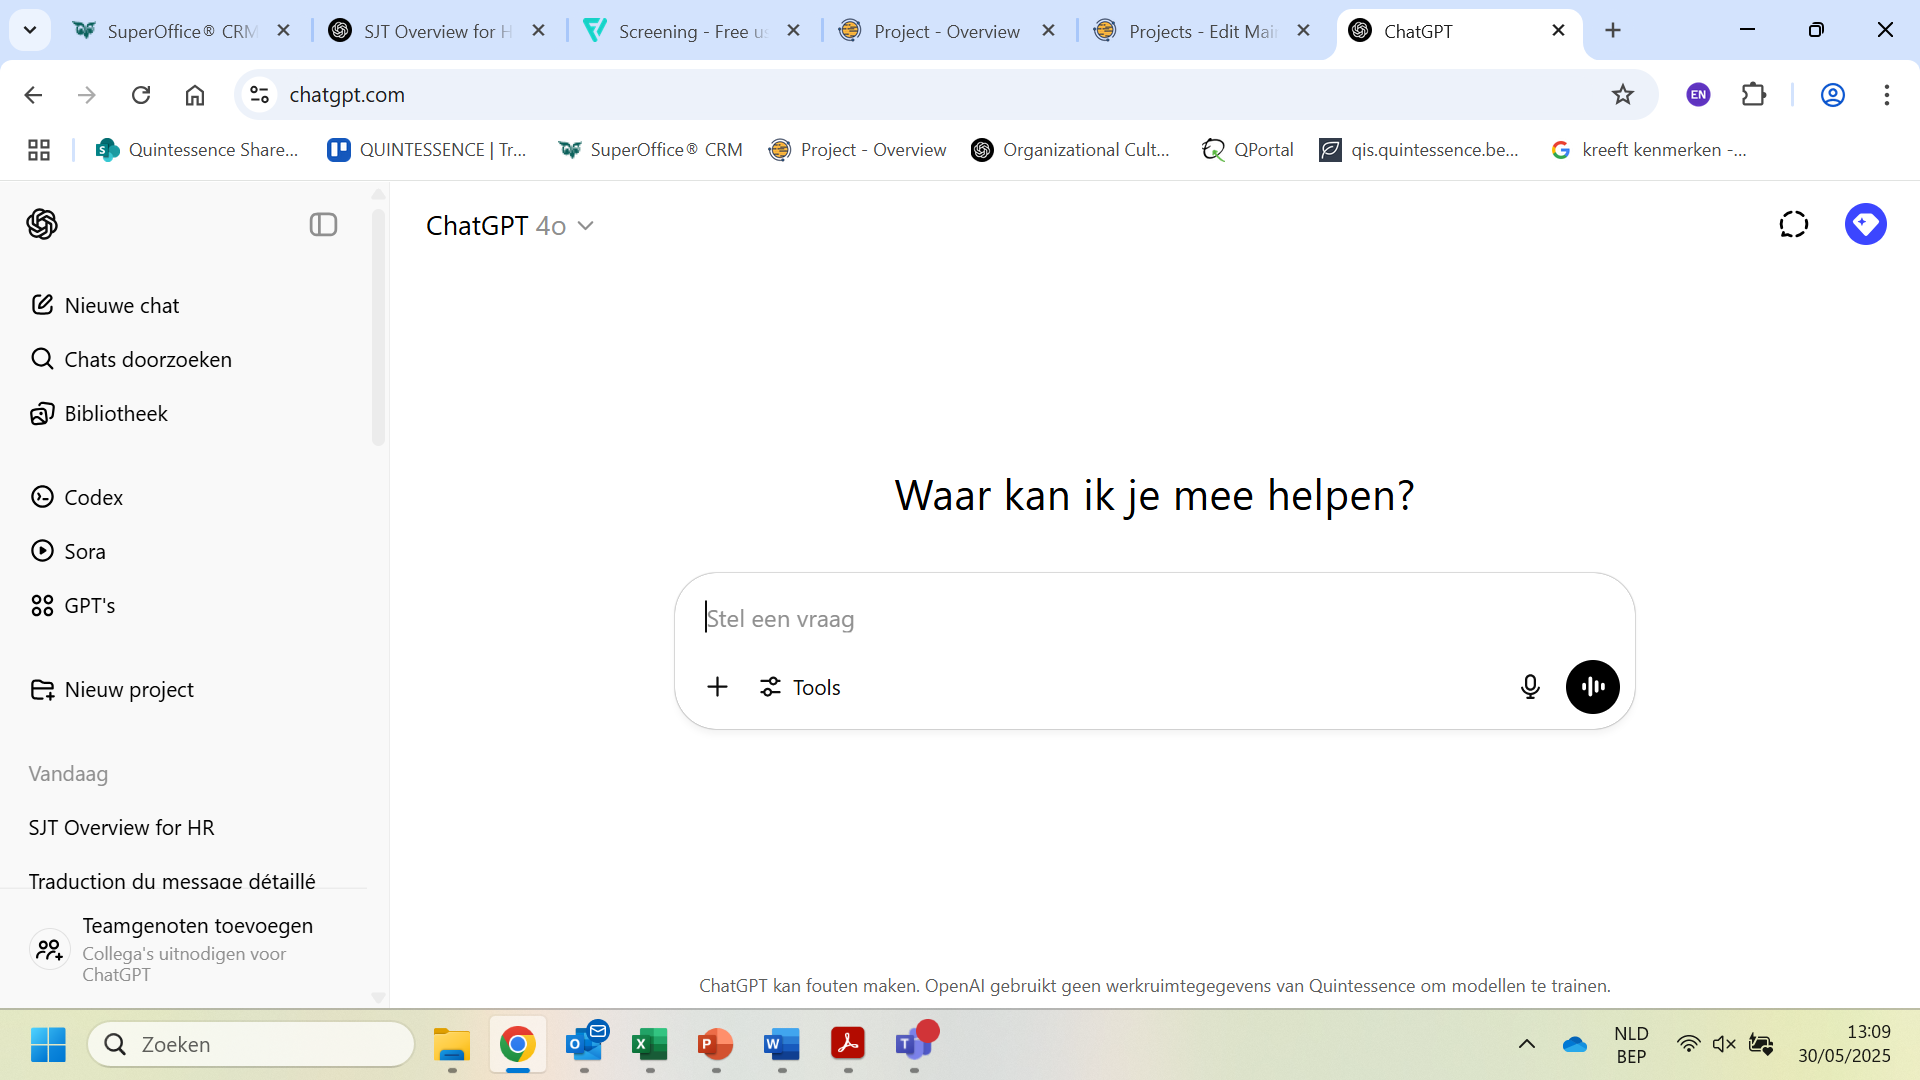 SuperOffice® CRM
SJT Overview for H
Screening - Free us
Project - Overview
Projects - Edit Mai
ChatGPT
chatgpt.com
EN
Quintessence Share...
QUINTESSENCE | Tr...
SuperOffice® CRM
Project - Overview
Organizational Cult...
QPortal
qis.quintessence.be...
kreeft kenmerken -...
ChatGPT 4o
Nieuwe chat
Chats doorzoeken
Bibliotheek
Codex
Sora
GPT's
Nieuw project
Vandaag
SJT Overview for HR
Traduction du message détaillé
Teamgenoten toevoegen
Collega's uitnodigen voor
ChatGPT
Waar kan ik je mee helpen?
Stel een vraag
Tools
ChatGPT kan fouten maken. OpenAI gebruikt geen werkruimtegegevens van Quintessence om modellen te trainen.
Zoeken
NLD
BEP
13:09
30/05/2025